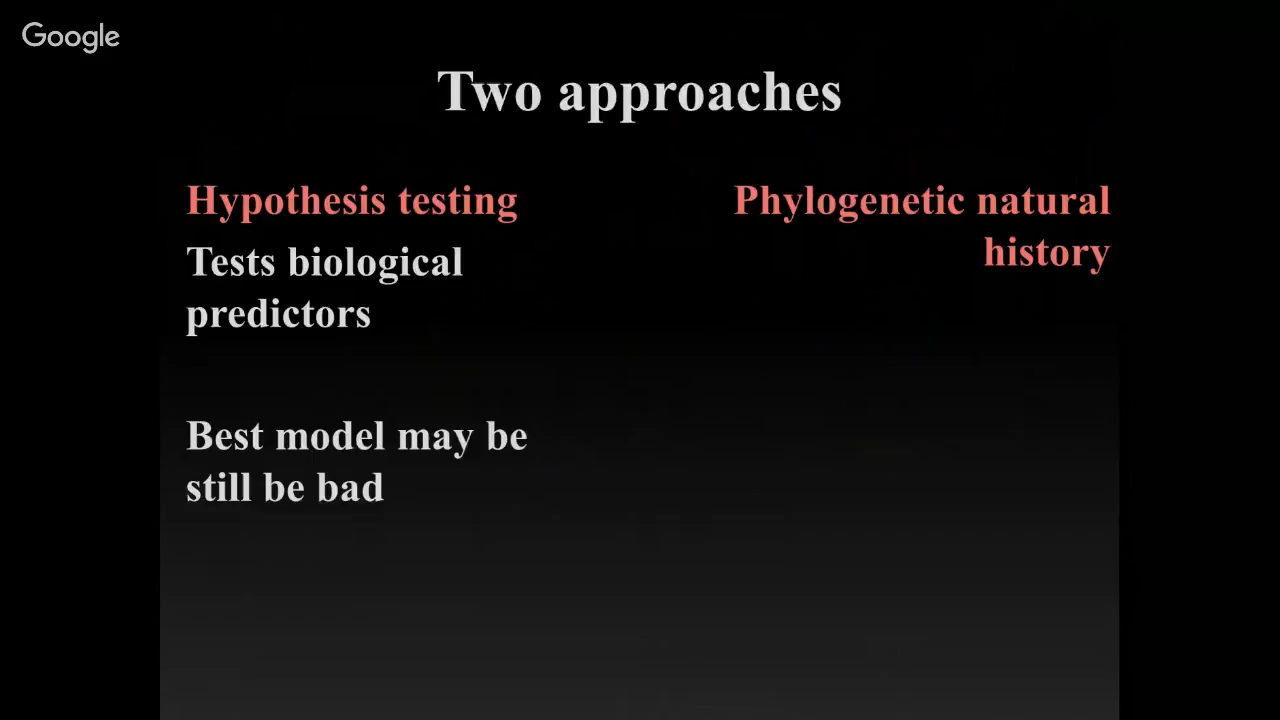 Google
Two approaches
Hypothesis testing
Tests biological
predictors
Best model may be
still be bad
Phylogenetic natural
history